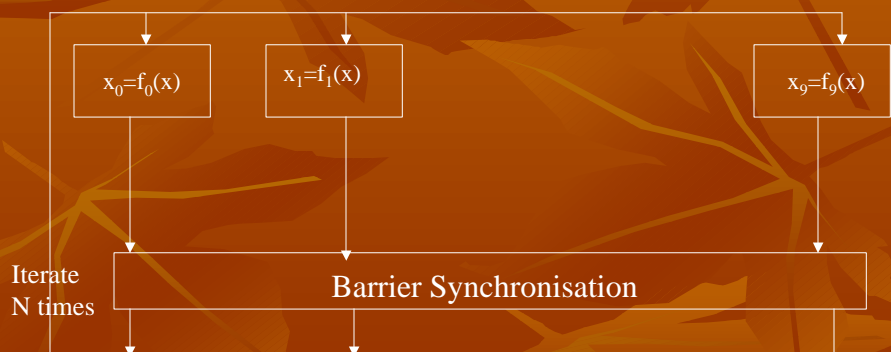 x₀=f₀(x)
x₁=f₁(x)
x₉=f₉(x)
Iterate
N times
Barrier Synchronisation